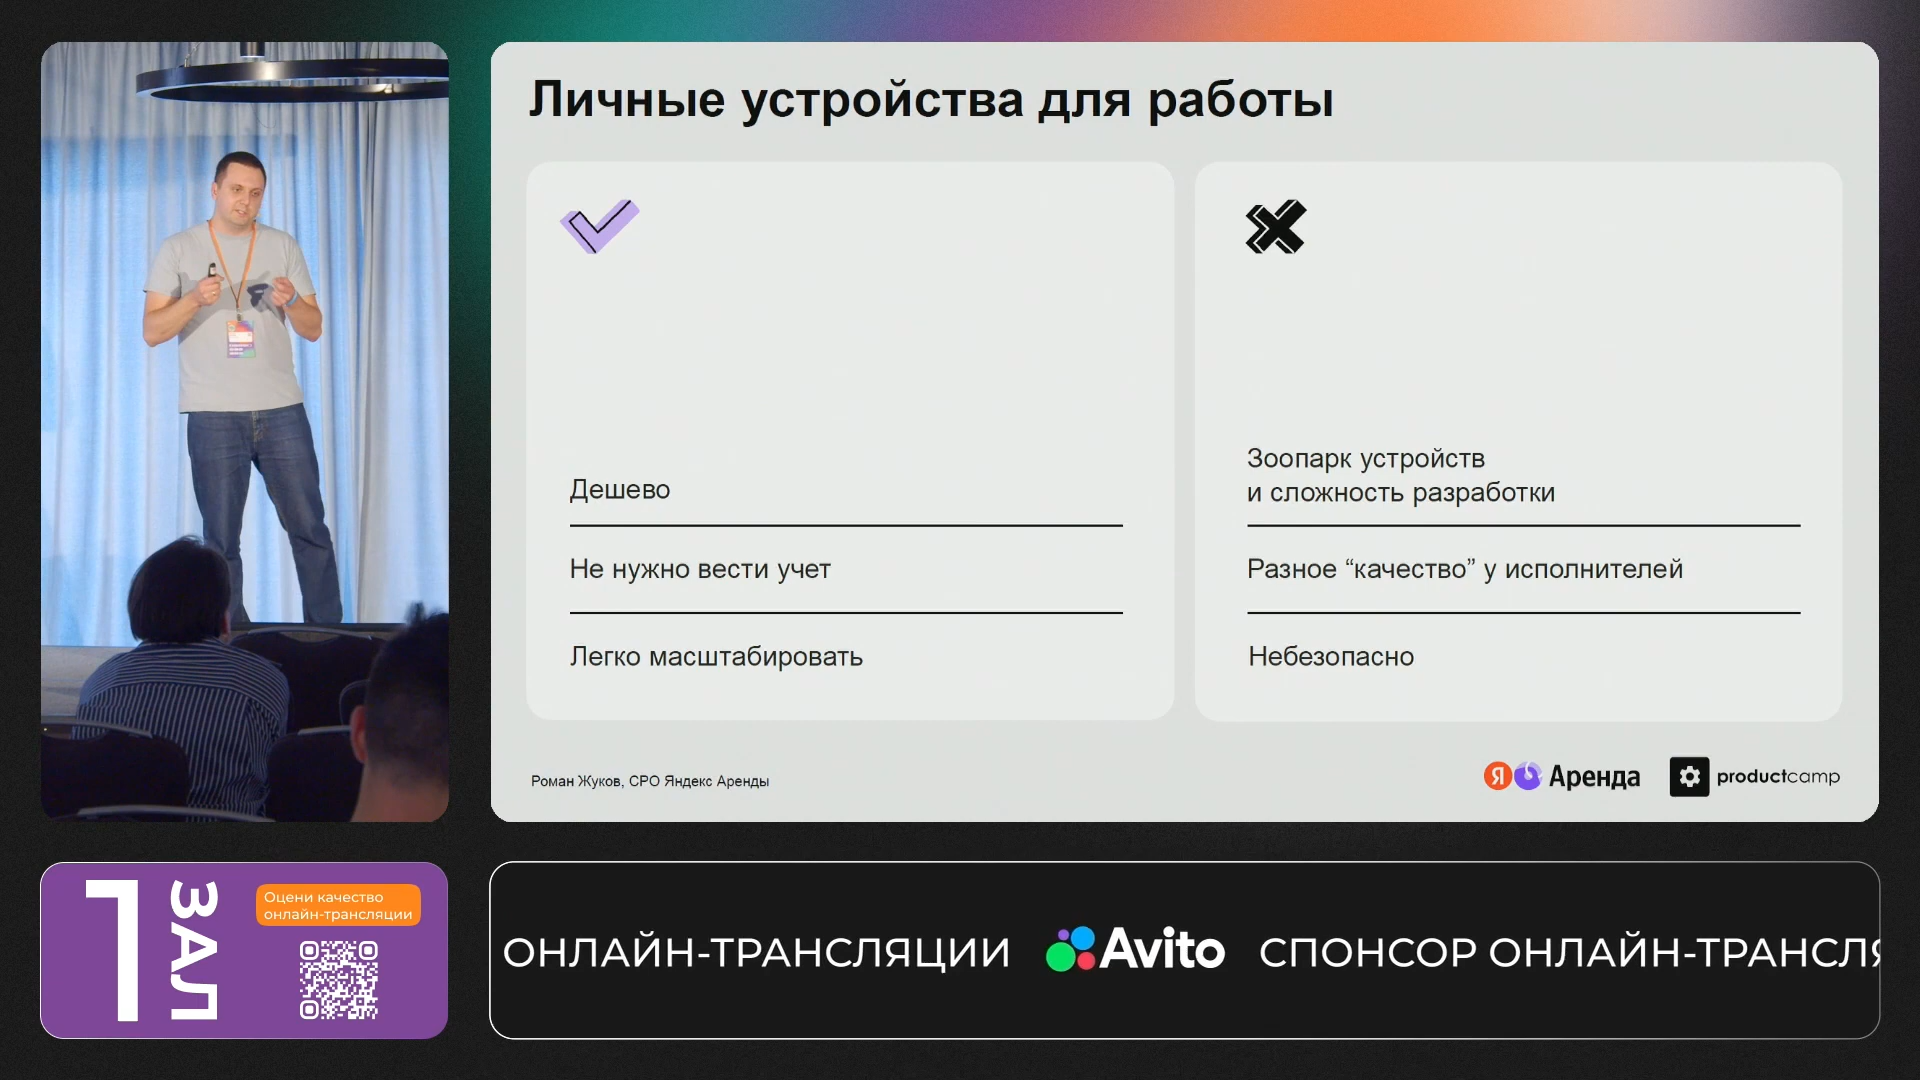 Личные устройства для работы
Дешево
Не нужно вести учет
Легко масштабировать
Зоопарк устройств
и сложность разработки
Разное “качество” у исполнителей
Небезопасно
Роман Жуков, CPO Яндекс Аренды
Я Аренда
productcamp
1 ЗАЛ
Оцени качество
онлайн-трансляции
ОНЛАЙН-ТРАНСЛЯЦИИ Avito СПОНСОР ОНЛАЙН-ТРАНСЛЯ